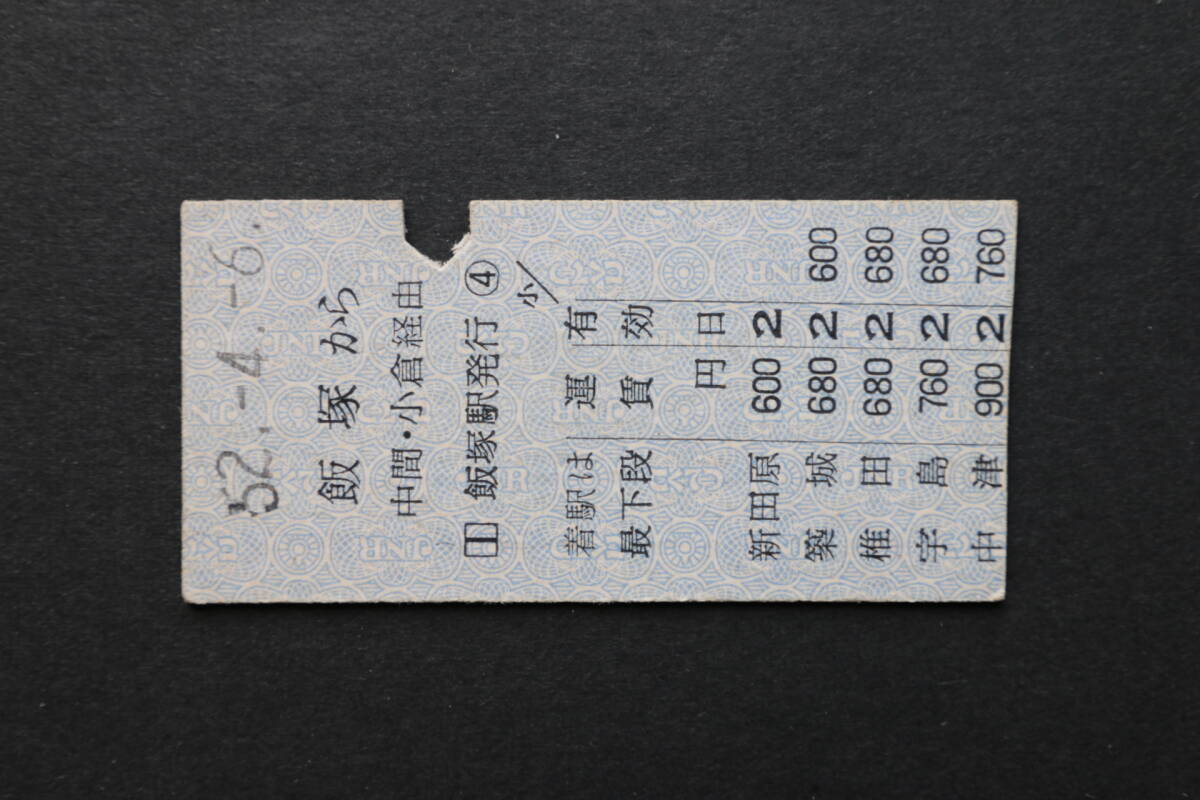 52.-4.-6.
飯塚から
中間・小倉経由
1 飯塚駅発行 ④
小
着駅は 運 有
最下段 賃 効
円 日
新田原 600 2
築城 680 2 600
椎田 680 2 680
宇島 760 2 680
中津 900 2 760